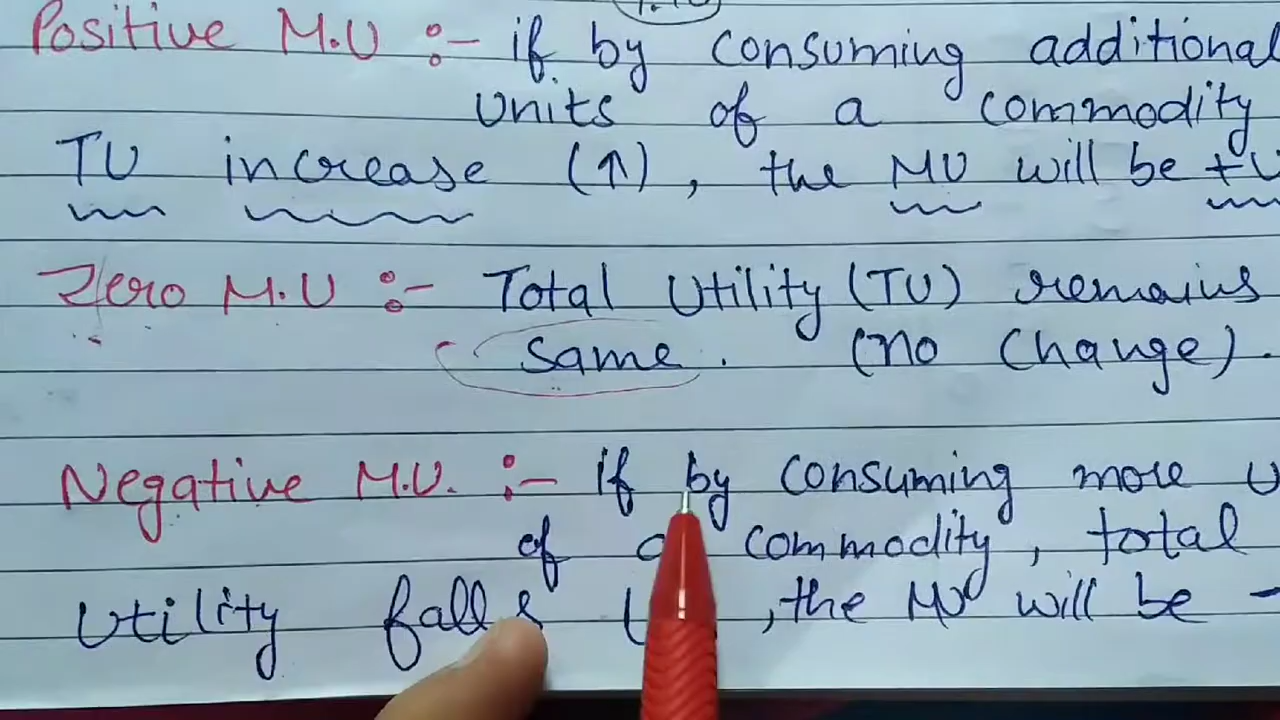 Positive M.U :- if by consuming additional
units of a commodity
TU increase (↑), the MU will be
Zero M.U :- Total Utility (TU) remains
same. (no change).
Negative M.U. :- If by consuming more
of commodity, total
Utility falls (, the MU will be -